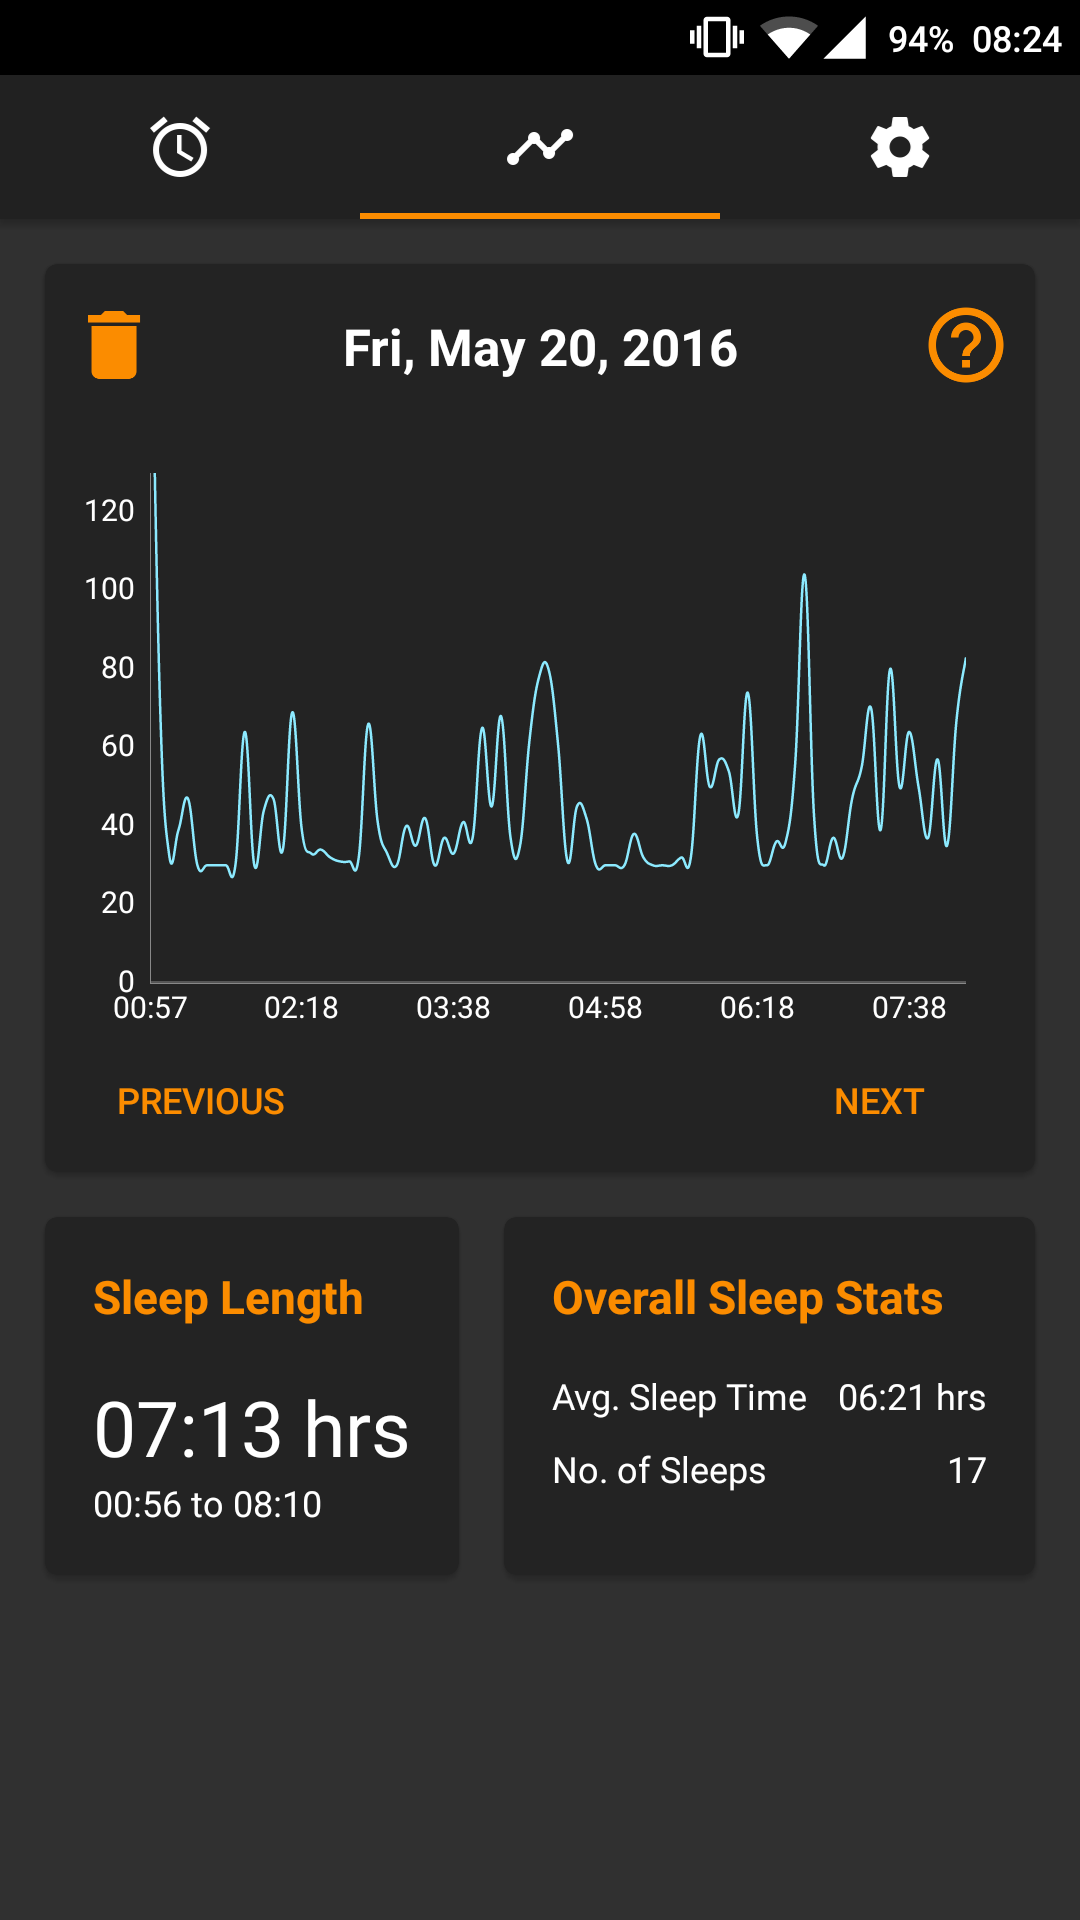 94% 08:24
Fri, May 20, 2016
120
100
80
60
40
20
0
00:57 02:18 03:38 04:58 06:18 07:38
PREVIOUS NEXT
Sleep Length
07:13 hrs
00:56 to 08:10
Overall Sleep Stats
Avg. Sleep Time 06:21 hrs
No. of Sleeps 17